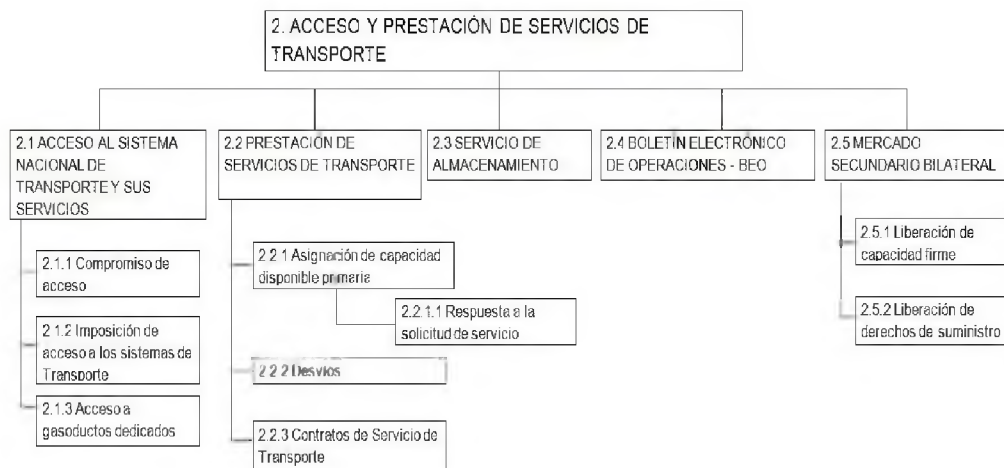 2. ACCESO Y PRESTACIÓN DE SERVICIOS DE
TRANSPORTE
2.1 ACCESO AL SISTEMA
NACIONAL DE
TRANSPORTE Y SUS
SERVICIOS
2.1.1 Compromiso de
acceso
2.1.2 Imposición de
acceso a los sistemas de
Transporte
2.1.3 Acceso a
gasoductos dedicados
2.2 PRESTACIÓN DE
SERVICIOS DE TRANSPORTE
2.2.1 Asignación de capacidad
disponible primaria
2.2.1.1 Respuesta a la
solicitud de servicio
2.2.2 Desvíos
2.2.3 Contratos de Servicio de
Transporte
2.3 SERVICIO DE
ALMACENAMIENTO
2.4 BOLETÍN ELECTRÓNICO
DE OPERACIONES - BEO
2.5 MERCADO
SECUNDARIO BILATERAL
2.5.1 Liberación de
capacidad firme
2.5.2 Liberación de
derechos de suministro